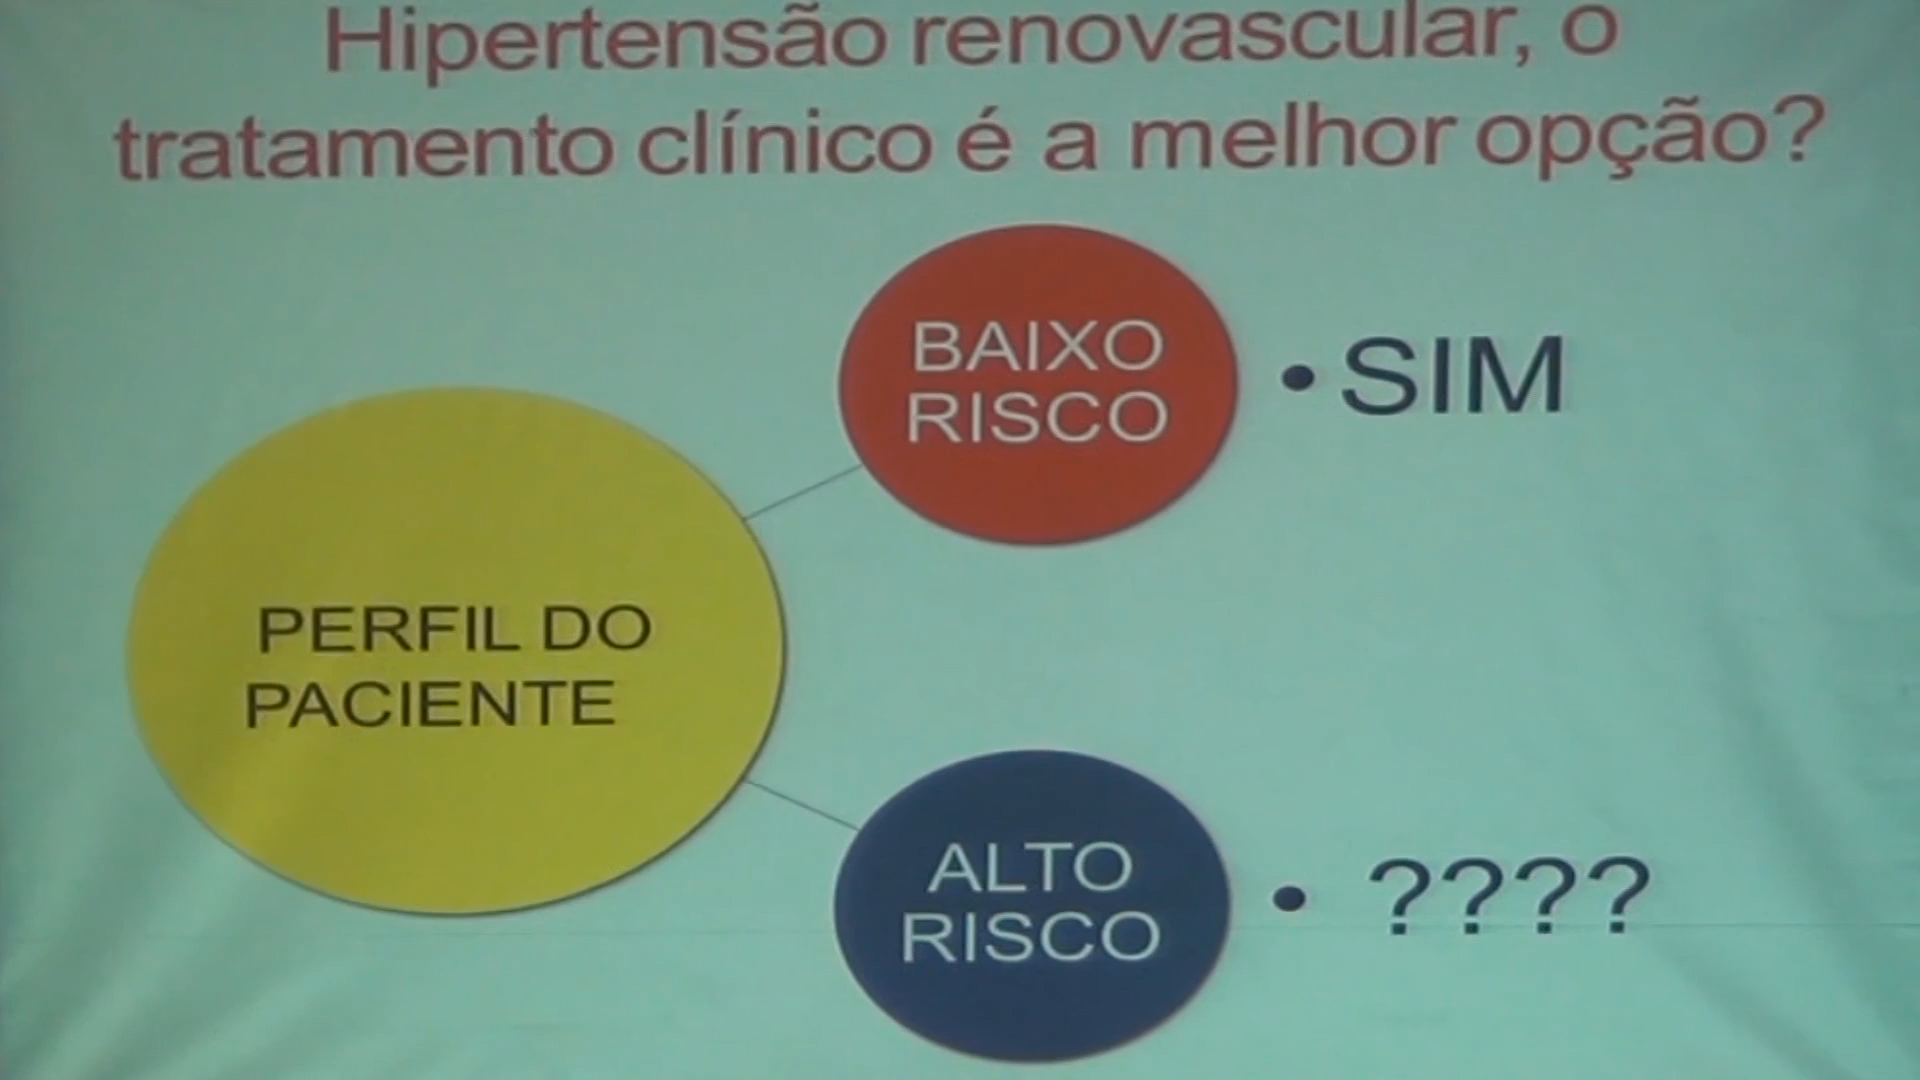 Hipertensão renovascular, o
tratamento clínico é a melhor opção?
BAIXO
RISCO
• SIM
PERFIL DO
PACIENTE
ALTO
RISCO
• ????